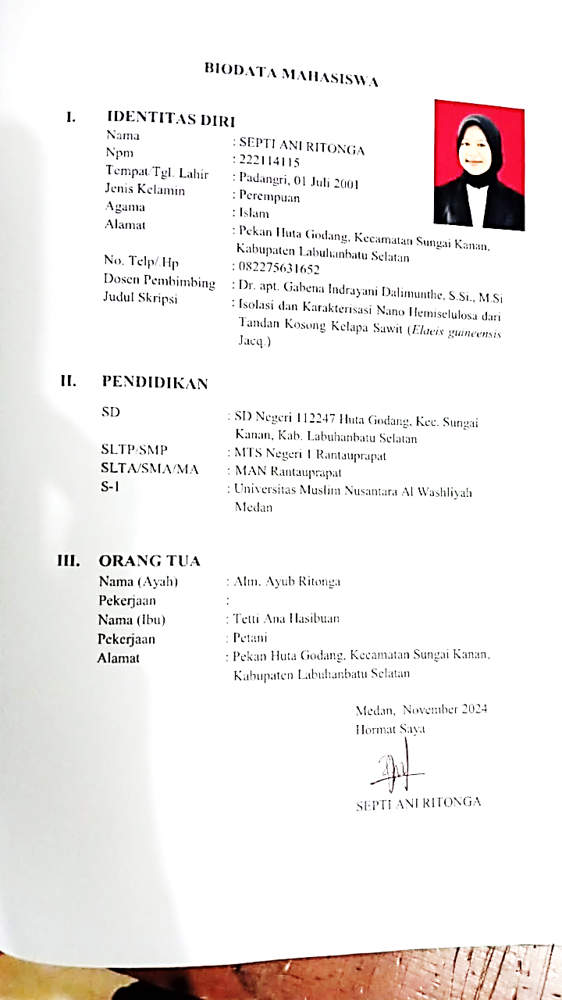 BIODATA MAHASISWA
I. IDENTITAS DIRI
Nama : SEPTI ANI RITONGA
Npm : 222114115
Tempat/Tgl. Lahir : Padangri, 01 Juli 2001
Jenis Kelamin : Perempuan
Agama : Islam
Alamat : Pekan Huta Godang, Kecamatan Sungai Kanan,
Kabupaten Labuhanbatu Selatan
No. Telp/.Hp : 082275631652
Dosen Pembimbing : Dr. apt. Gabena Indrayani Dalimunthe, S.Si., M.Si
Judul Skripsi : Isolasi dan Karakterisasi Nano Hemiselulosa dari
Tandan Kosong Kelapa Sawit (Elaeis guineensis
Jacq.)
II. PENDIDIKAN
SD : SD Negeri 112247 Huta Godang, Kec. Sungai
Kanan, Kab. Labuhanbatu Selatan
SLTP/SMP : MTS Negeri 1 Rantauprapat
SLTA/SMA/MA : MAN Rantauprapat
S-1 : Universitas Muslim Nusantara Al Washliyah
Medan
III. ORANG TUA
Nama (Ayah) : Alm. Ayub Ritonga
Pekerjaan :
Nama (Ibu) : Tetti Ana Hasibuan
Pekerjaan : Petani
Alamat : Pekan Huta Godang, Kecamatan Sungai Kanan,
Kabupaten Labuhanbatu Selatan
Medan, November 2024
Hormat Saya
SEPTI ANI RITONGA